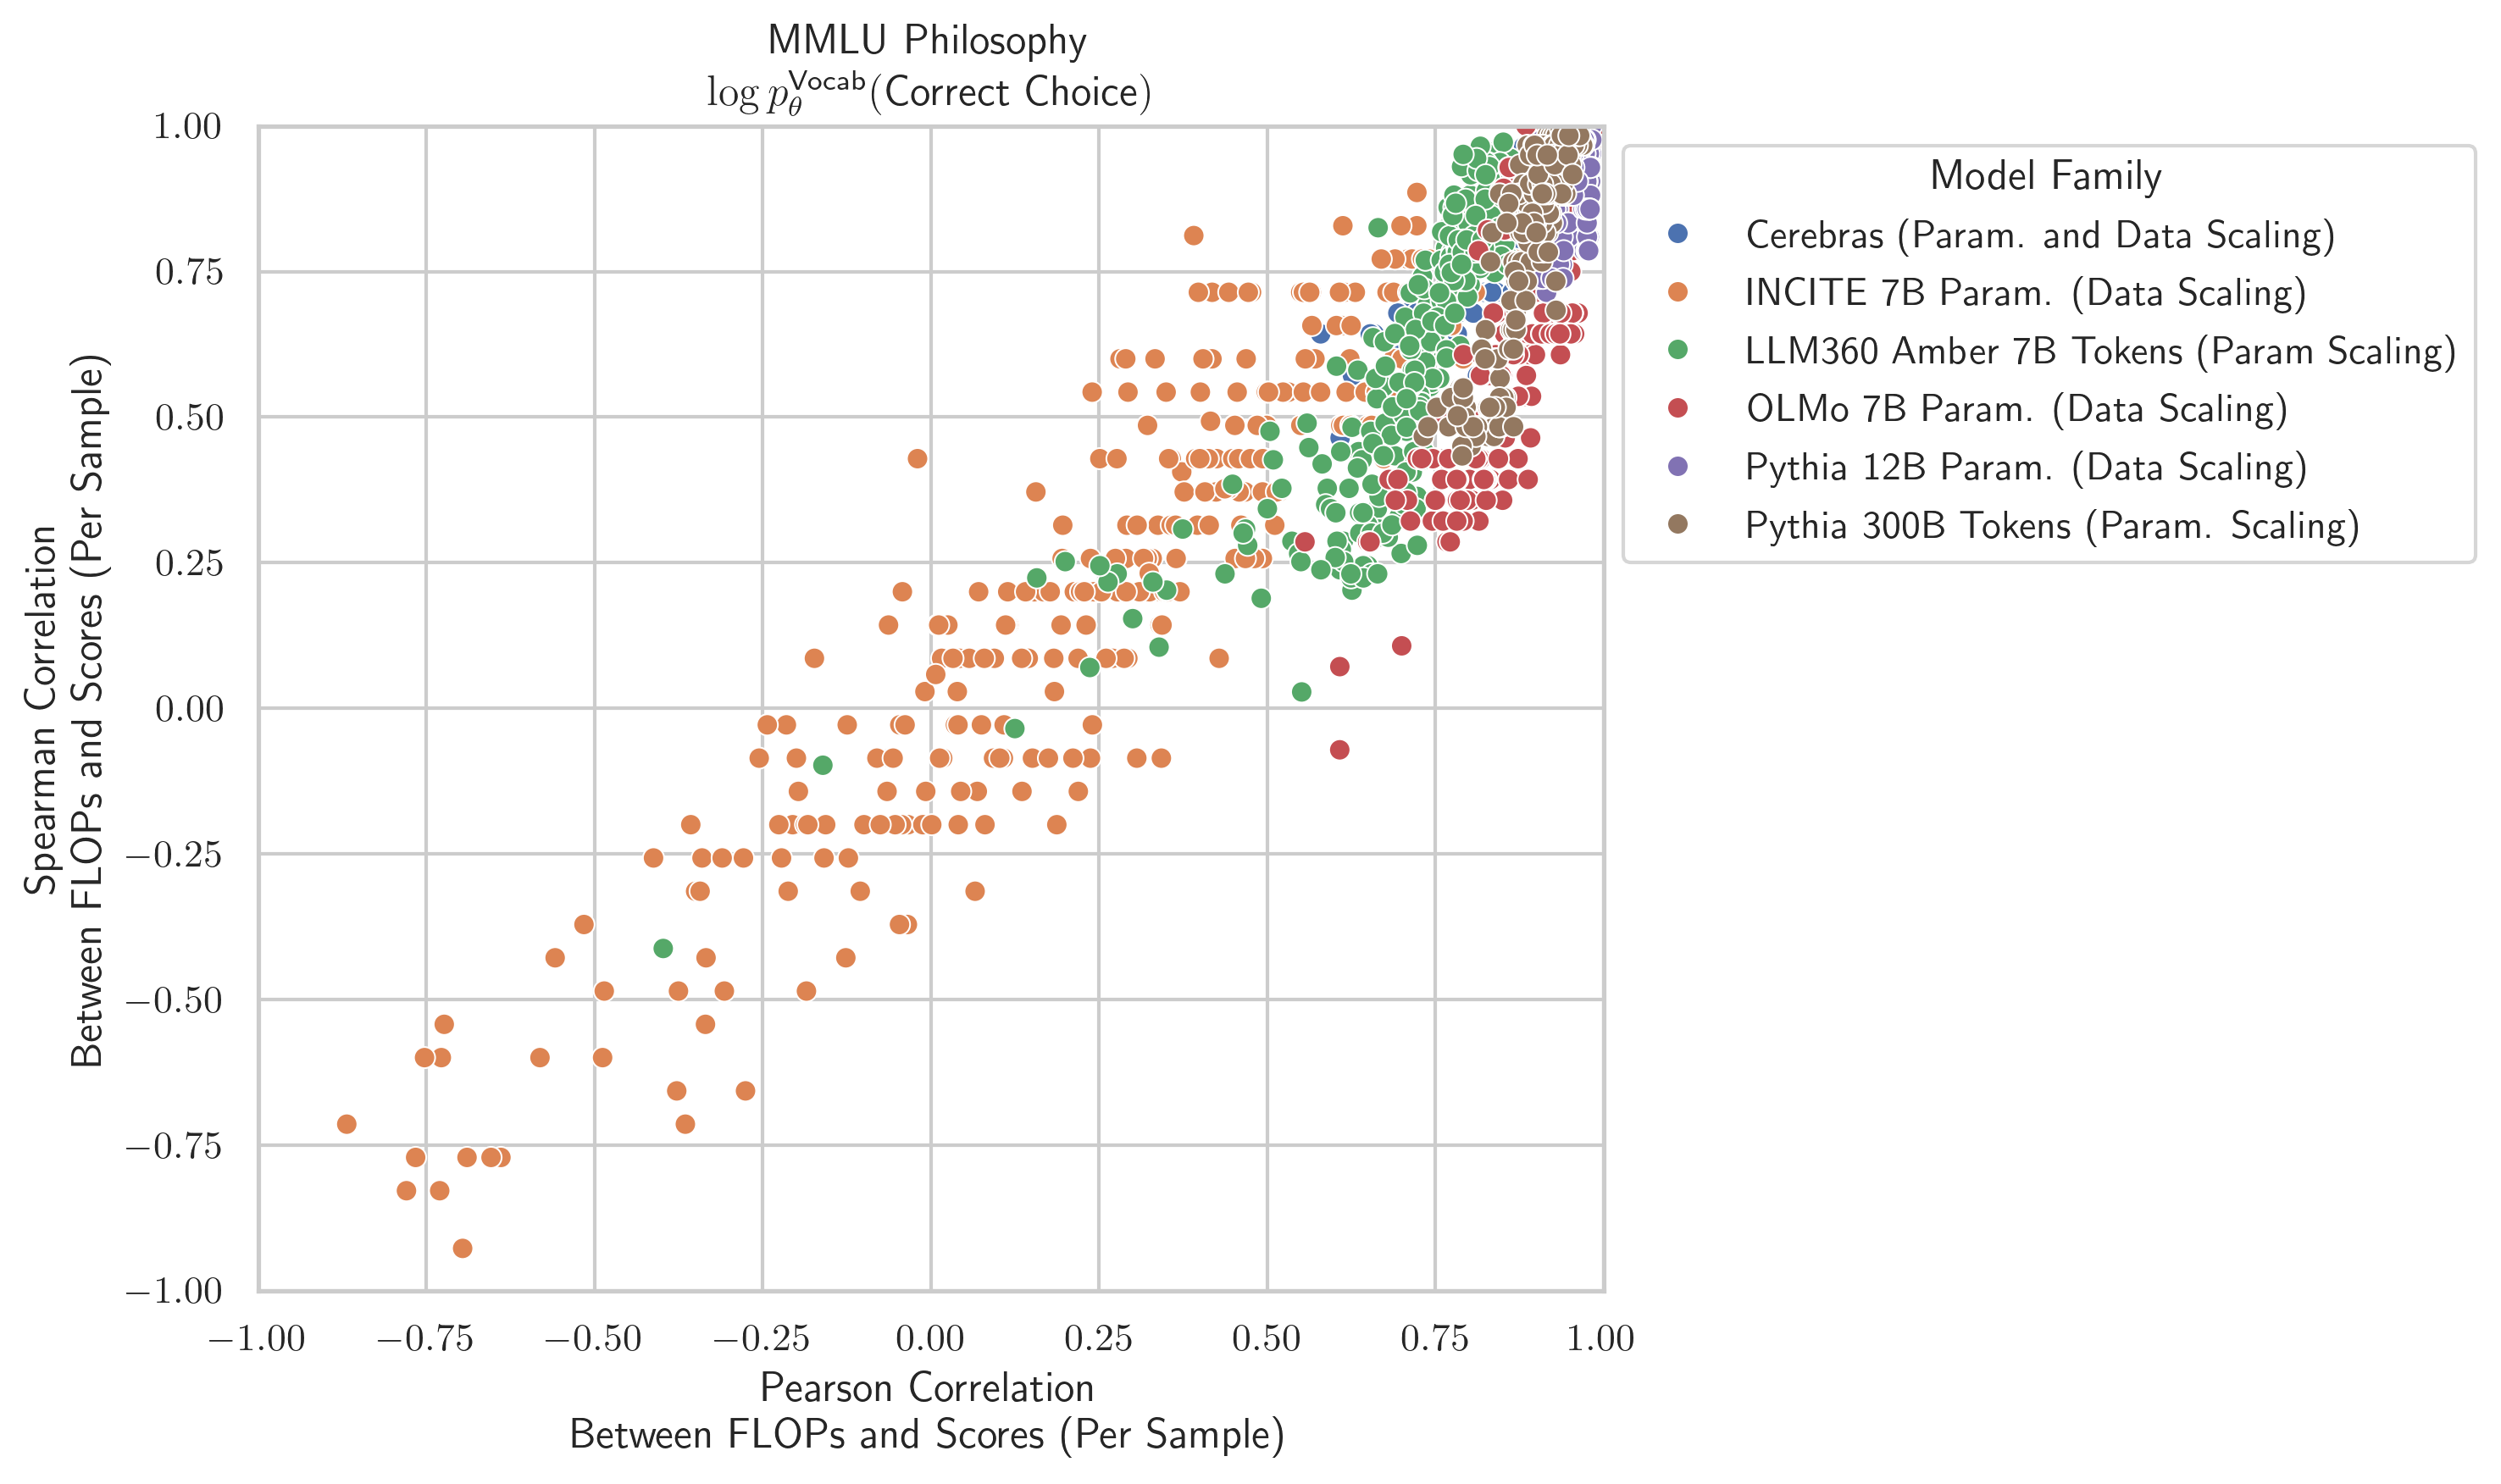 MMLU Philosophy
log p_θ^Vocab(Correct Choice)
1.00
0.75
0.50
0.25
0.00
−0.25
−0.50
−0.75
−1.00
Spearman Correlation
Between FLOPs and Scores (Per Sample)
−1.00
−0.75
−0.50
−0.25
0.00
0.25
0.50
0.75
1.00
Pearson Correlation
Between FLOPs and Scores (Per Sample)
Model Family
Cerebras (Param. and Data Scaling)
INCITE 7B Param. (Data Scaling)
LLM360 Amber 7B Tokens (Param Scaling)
OLMo 7B Param. (Data Scaling)
Pythia 12B Param. (Data Scaling)
Pythia 300B Tokens (Param. Scaling)